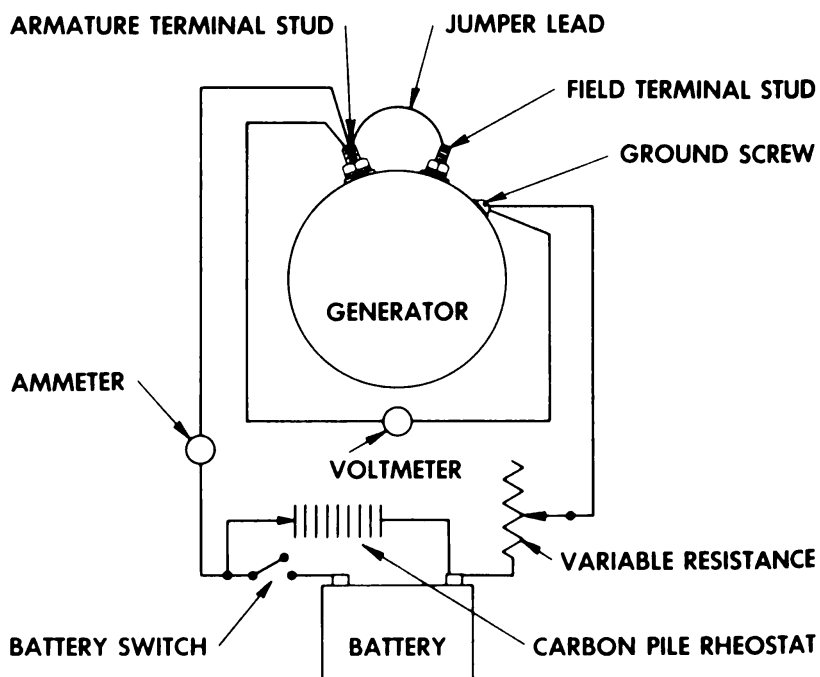 ARMATURE TERMINAL STUD
JUMPER LEAD
FIELD TERMINAL STUD
GROUND SCREW
GENERATOR
AMMETER
VOLTMETER
VARIABLE RESISTANCE
BATTERY SWITCH
BATTERY
CARBON PILE RHEOSTAT